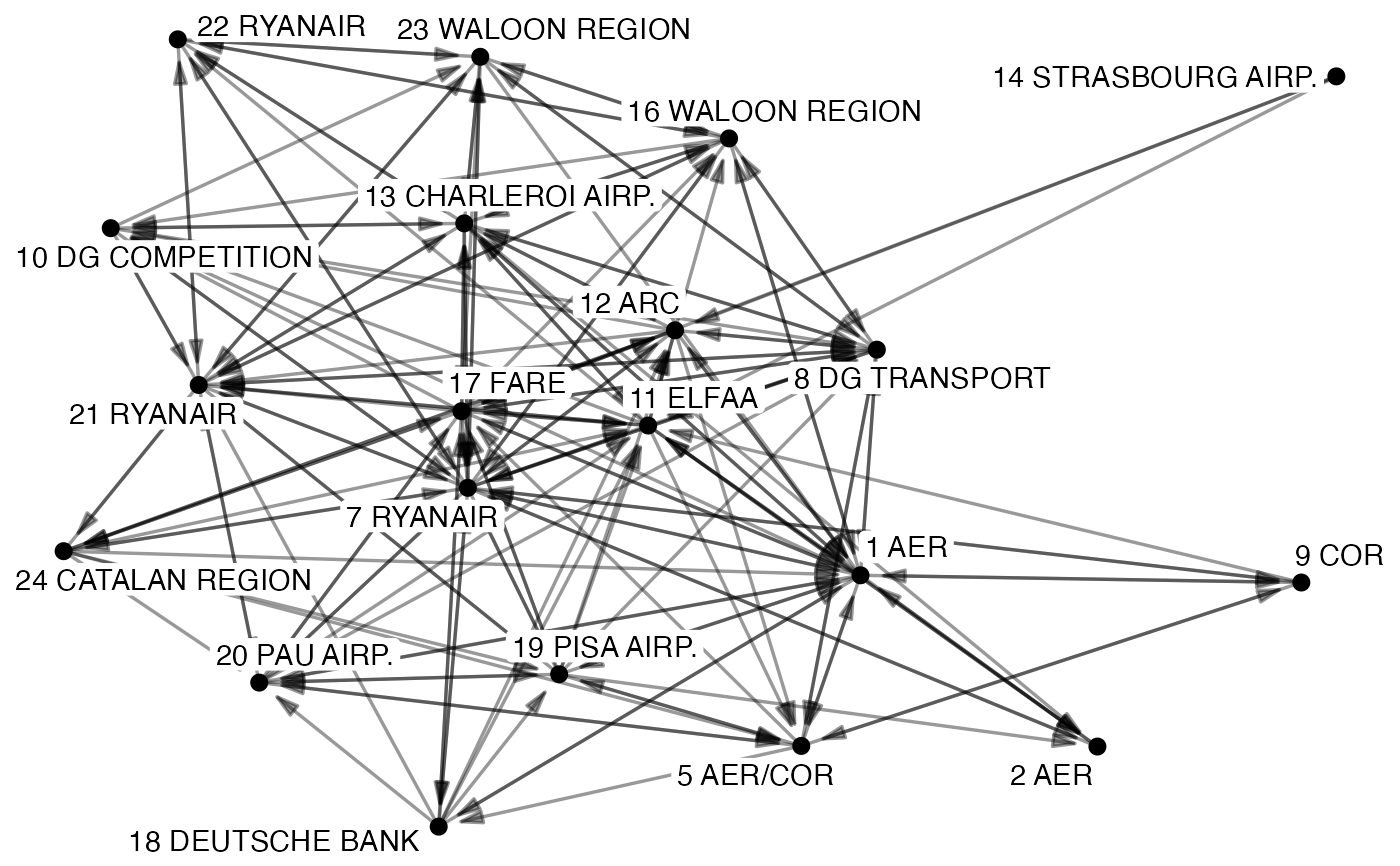 22 RYANAIR
23 WALOON REGION
14 STRASBOURG AIRP.
16 WALOON REGION
13 CHARLEROI AIRP.
10 DG COMPETITION
12 ARC
8 DG TRANSPORT
17 FARE
11 ELFAA
21 RYANAIR
7 RYANAIR
1 AER
9 COR
24 CATALAN REGION
20 PAU AIRP.
19 PISA AIRP.
5 AER/COR
2 AER
18 DEUTSCHE BANK